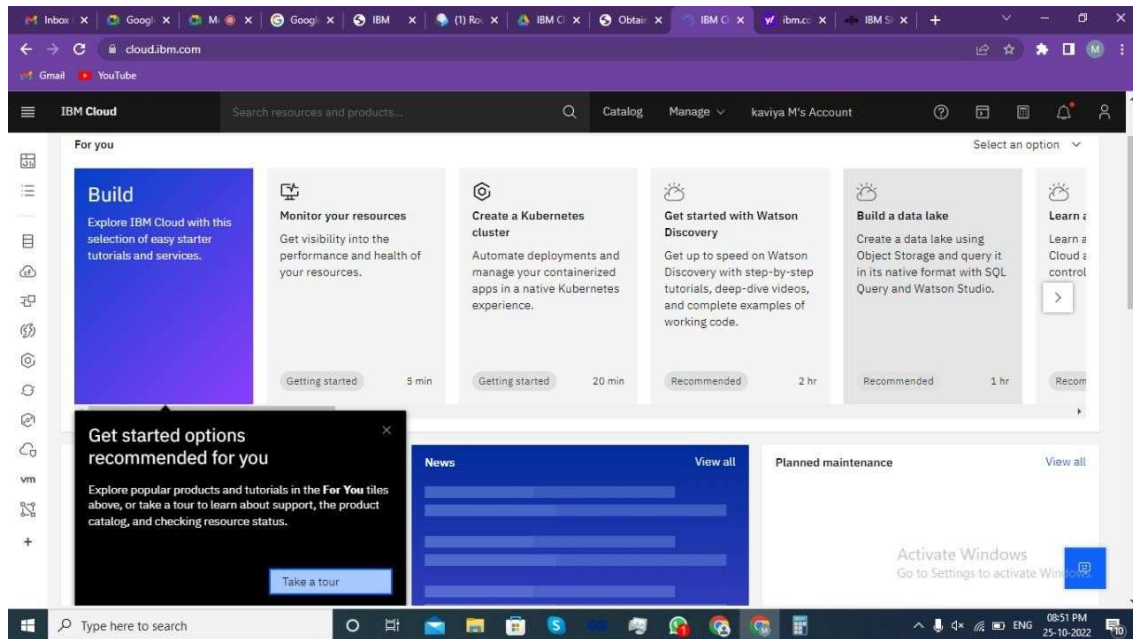 Inbox
Googl
Googl
IBM
(1) Ro
IBM Cl
Obtain
IBM C
ibm.co
IBM S
cloud.ibm.com
Gmail
YouTube
IBM Cloud
Search resources and products...
Catalog
Manage
kaviya M's Account
For you
Select an option
Build
Explore IBM Cloud with this
selection of easy starter
tutorials and services.
Monitor your resources
Get visibility into the
performance and health of
your resources.
Getting started
5 min
Create a Kubernetes
cluster
Automate deployments and
manage your containerized
apps in a native Kubernetes
experience.
Getting started
20 min
Get started with Watson
Discovery
Get up to speed on Watson
Discovery with step-by-step
tutorials, deep-dive videos,
and complete examples of
working code.
Recommended
2 hr
Build a data lake
Create a data lake using
Object Storage and query it
in its native format with SQL
Query and Watson Studio.
Recommended
1 hr
Learn a
Learn a
Cloud a
control
Recom
Get started options
recommended for you
Explore popular products and tutorials in the For You tiles
above, or take a tour to learn about support, the product
catalog, and checking resource status.
Take a tour
News
View all
Planned maintenance
View all
Activate Windows
Go to Settings to activate Windows.
vm
Type here to search
ENG
08:51 PM
25-10-2022